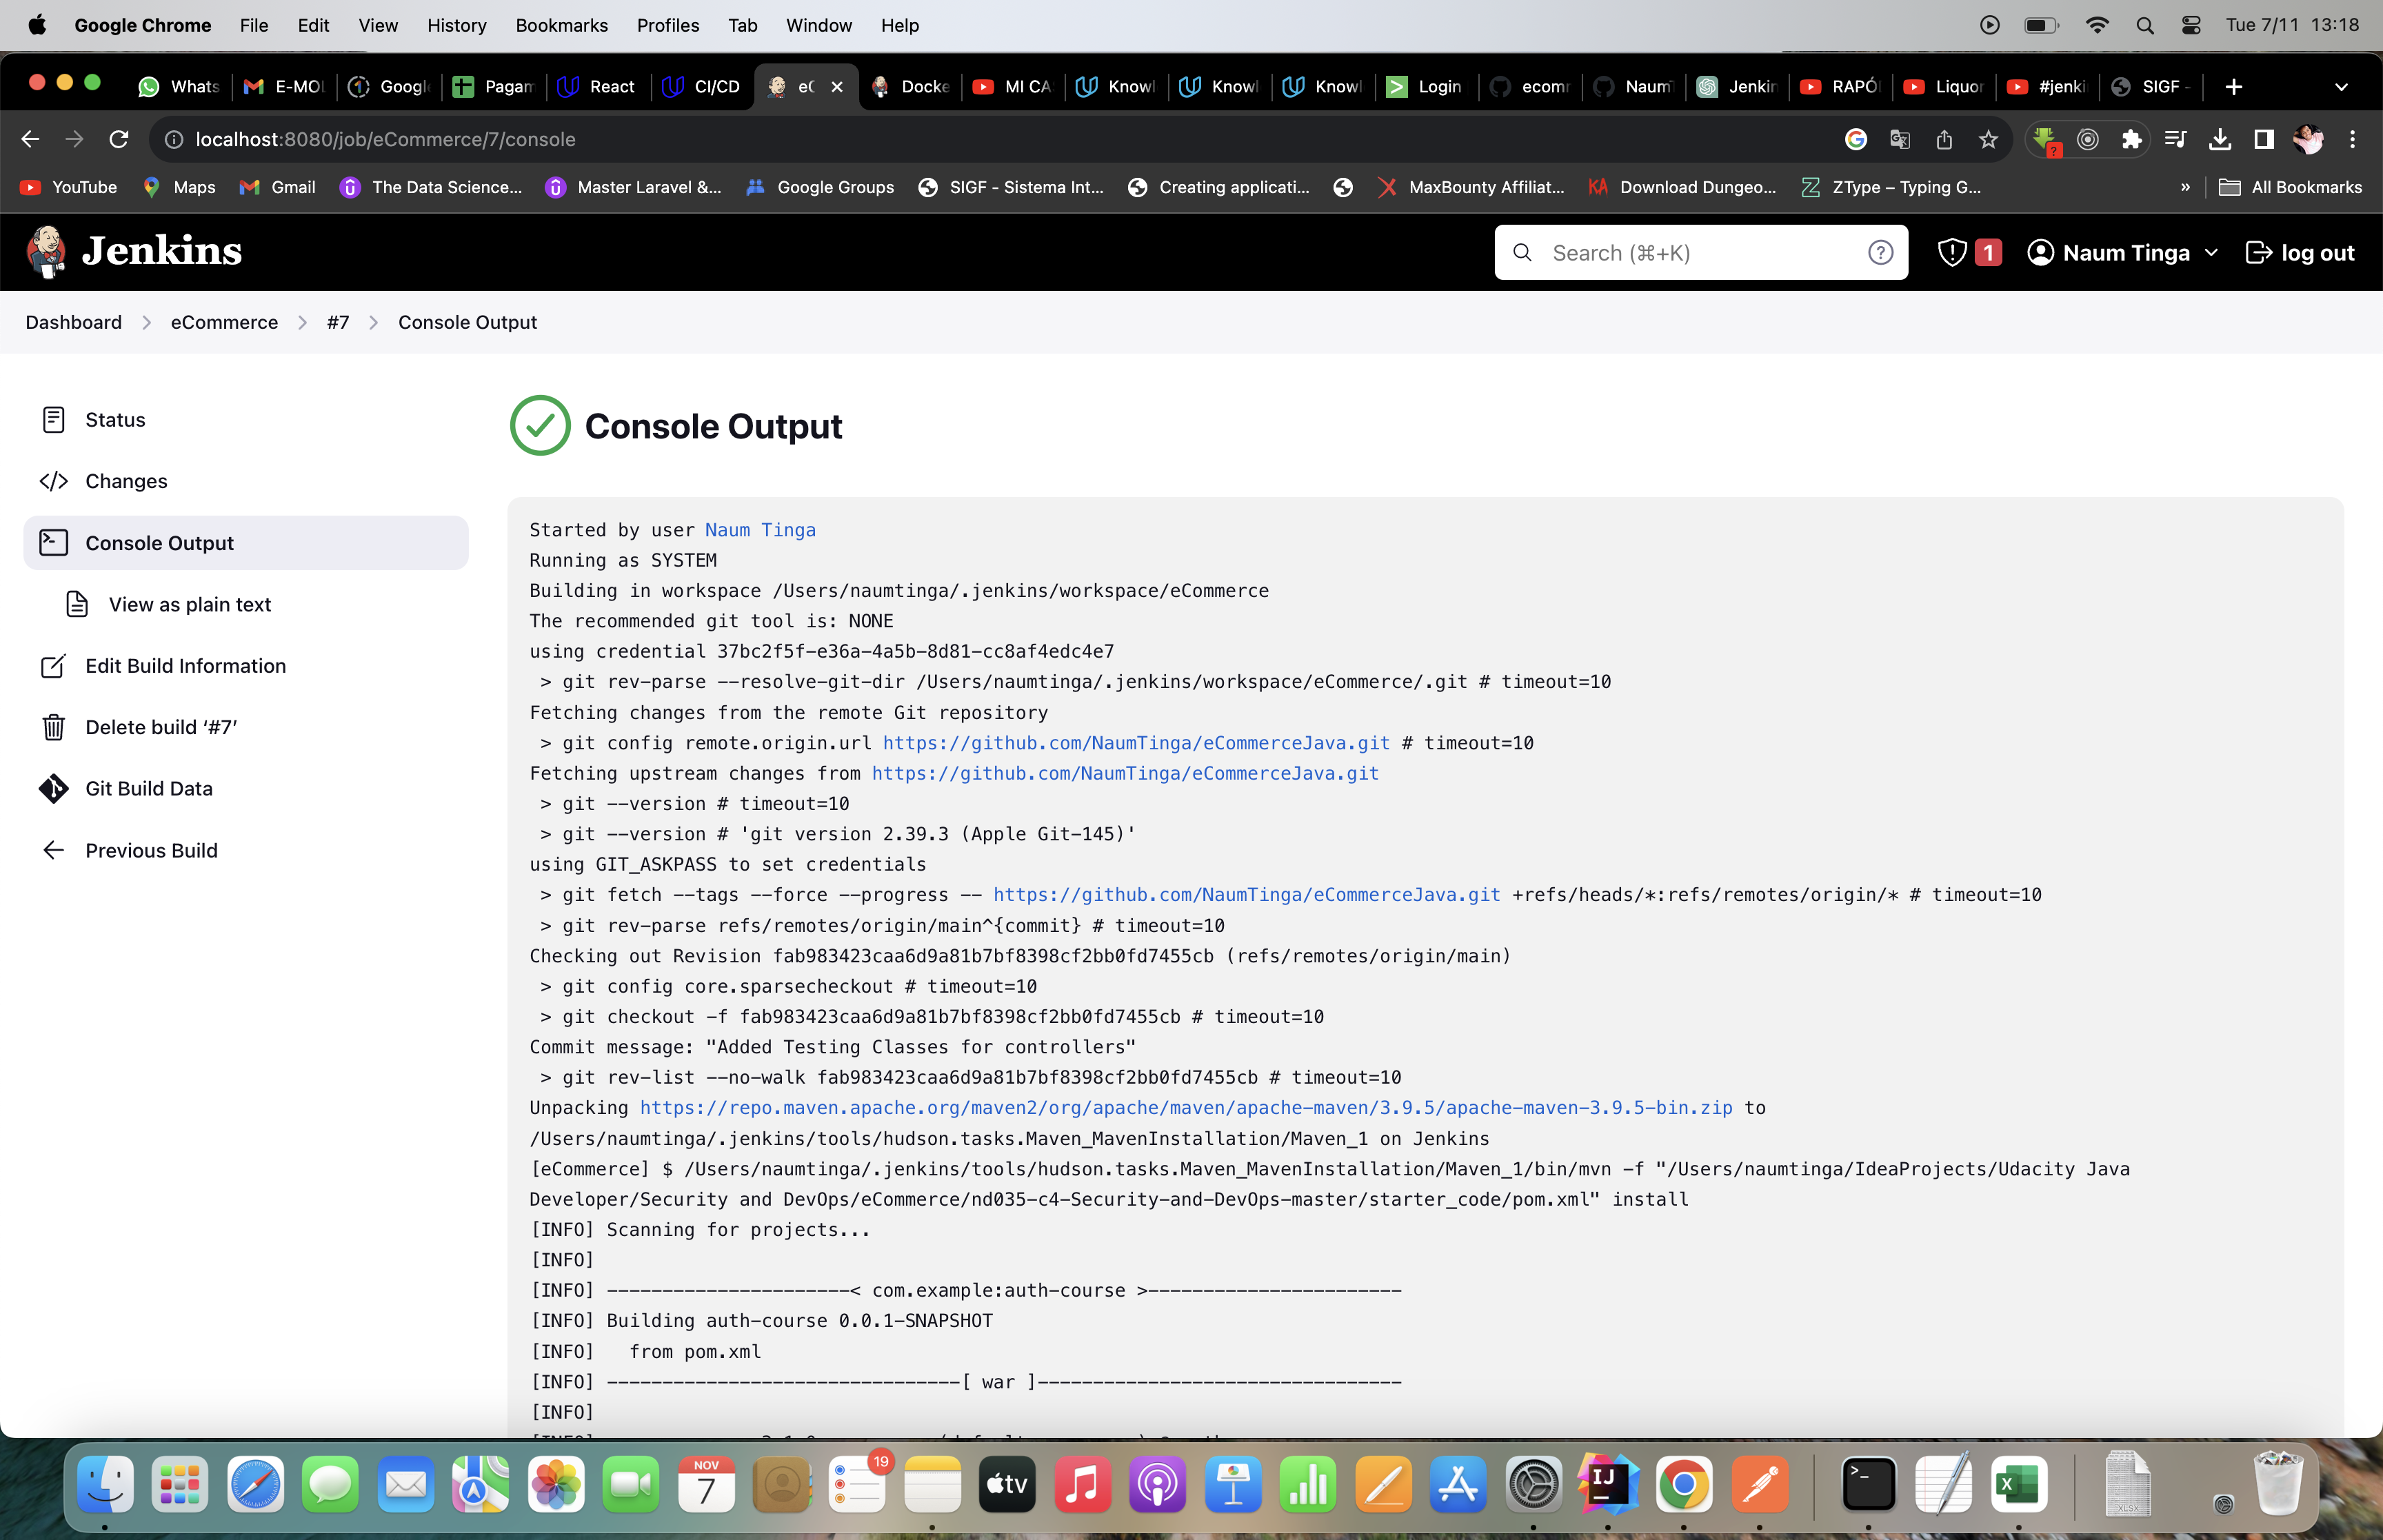 Google Chrome File Edit View History Bookmarks Profiles Tab Window Help Tue 7/11 13:18
Whats E-MOL Google Pagam React CI/CD eC Docke MI CA Knowl Knowl Knowl Login ecomm NaumT Jenkin RAPÓ Liquor #jenki SIGF -
localhost:8080/job/eCommerce/7/console
YouTube Maps Gmail The Data Science... Master Laravel &... Google Groups SIGF - Sistema Int... Creating applicati... MaxBounty Affiliat... Download Dungeo... ZType – Typing G... » All Bookmarks
Jenkins Search (⌘+K) 1 Naum Tinga log out
Dashboard > eCommerce > #7 > Console Output
Status
Changes
Console Output
View as plain text
Edit Build Information
Delete build ‘#7’
Git Build Data
Previous Build
Console Output
Started by user Naum Tinga
Running as SYSTEM
Building in workspace /Users/naumtinga/.jenkins/workspace/eCommerce
The recommended git tool is: NONE
using credential 37bc2f5f-e36a-4a5b-8d81-cc8af4edc4e7
> git rev-parse --resolve-git-dir /Users/naumtinga/.jenkins/workspace/eCommerce/.git # timeout=10
Fetching changes from the remote Git repository
> git config remote.origin.url https://github.com/NaumTinga/eCommerceJava.git # timeout=10
Fetching upstream changes from https://github.com/NaumTinga/eCommerceJava.git
> git --version # timeout=10
> git --version # 'git version 2.39.3 (Apple Git-145)'
using GIT_ASKPASS to set credentials
> git fetch --tags --force --progress -- https://github.com/NaumTinga/eCommerceJava.git +refs/heads/*:refs/remotes/origin/* # timeout=10
> git rev-parse refs/remotes/origin/main^{commit} # timeout=10
Checking out Revision fab983423caa6d9a81b7bf8398cf2bb0fd7455cb (refs/remotes/origin/main)
> git config core.sparsecheckout # timeout=10
> git checkout -f fab983423caa6d9a81b7bf8398cf2bb0fd7455cb # timeout=10
Commit message: "Added Testing Classes for controllers"
> git rev-list --no-walk fab983423caa6d9a81b7bf8398cf2bb0fd7455cb # timeout=10
Unpacking https://repo.maven.apache.org/maven2/org/apache/maven/apache-maven/3.9.5/apache-maven-3.9.5-bin.zip to
/Users/naumtinga/.jenkins/tools/hudson.tasks.Maven_MavenInstallation/Maven_1 on Jenkins
[eCommerce] $ /Users/naumtinga/.jenkins/tools/hudson.tasks.Maven_MavenInstallation/Maven_1/bin/mvn -f "/Users/naumtinga/IdeaProjects/Udacity Java
Developer/Security and DevOps/eCommerce/nd035-c4-Security-and-DevOps-master/starter_code/pom.xml" install
[INFO] Scanning for projects...
[INFO]
[INFO] ----------------------< com.example:auth-course >-----------------------
[INFO] Building auth-course 0.0.1-SNAPSHOT
[INFO]   from pom.xml
[INFO] --------------------------------[ war ]---------------------------------
[INFO]
NOV
7
19
tv
IJ
XLSX